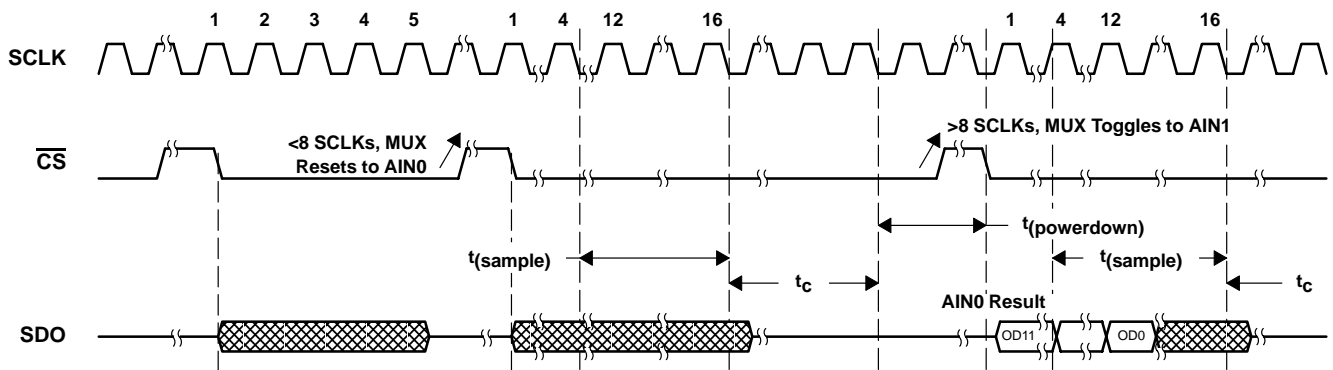 1 2 3 4 5 1 4 12 16 1 4 12 16
SCLK
<8 SCLKs, MUX
Resets to AIN0
>8 SCLKs, MUX Toggles to AIN1
CS
t(powerdown)
t(sample)
t(sample)
tc
tc
AIN0 Result
SDO
OD11
OD0